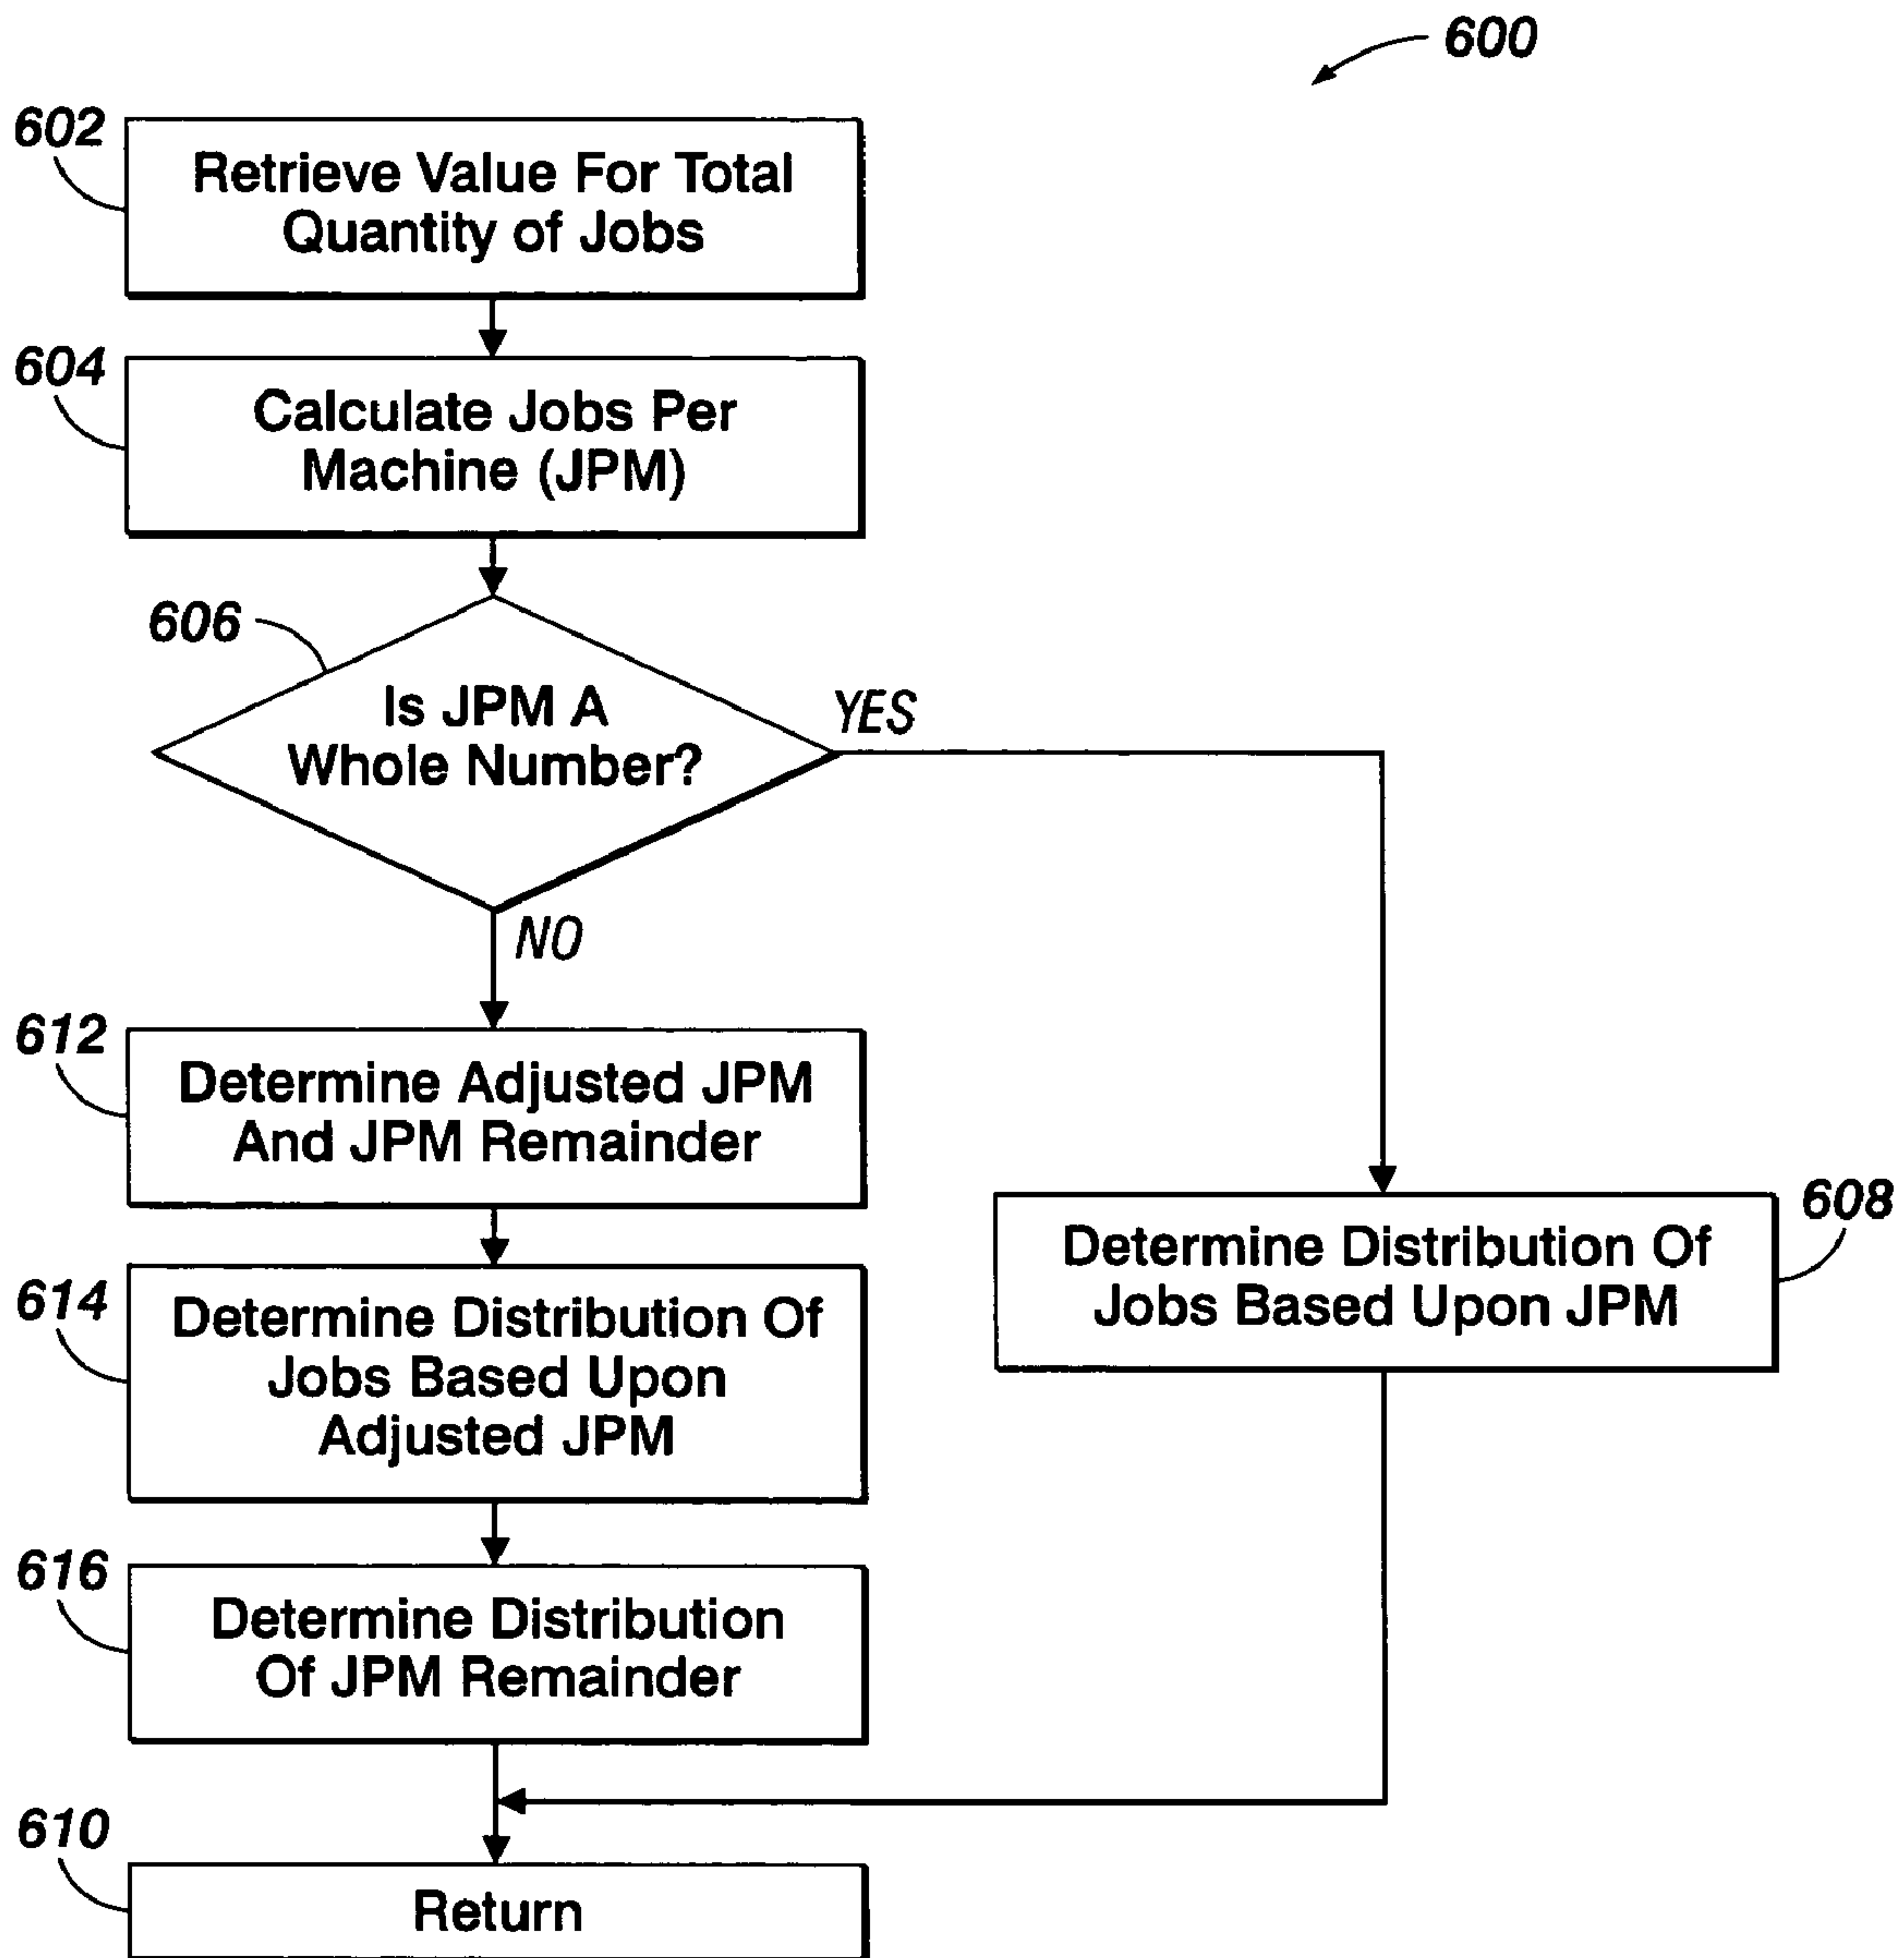 600
602
Retrieve Value For Total
Quantity of Jobs
604
Calculate Jobs Per
Machine (JPM)
606
Is JPM A
Whole Number?
YES
NO
612
Determine Adjusted JPM
And JPM Remainder
608
Determine Distribution Of
Jobs Based Upon JPM
614
Determine Distribution Of
Jobs Based Upon
Adjusted JPM
616
Determine Distribution
Of JPM Remainder
610
Return